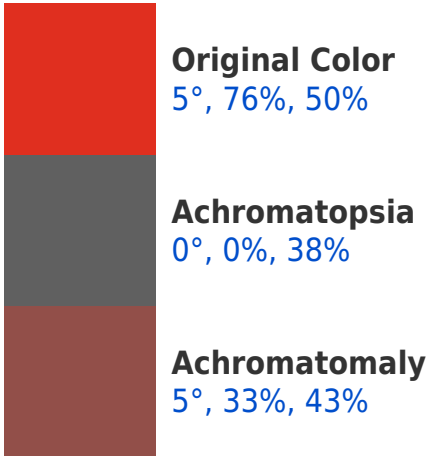 Original Color
5°, 76%, 50%
Achromatopsia
0°, 0%, 38%
Achromatomaly
5°, 33%, 43%